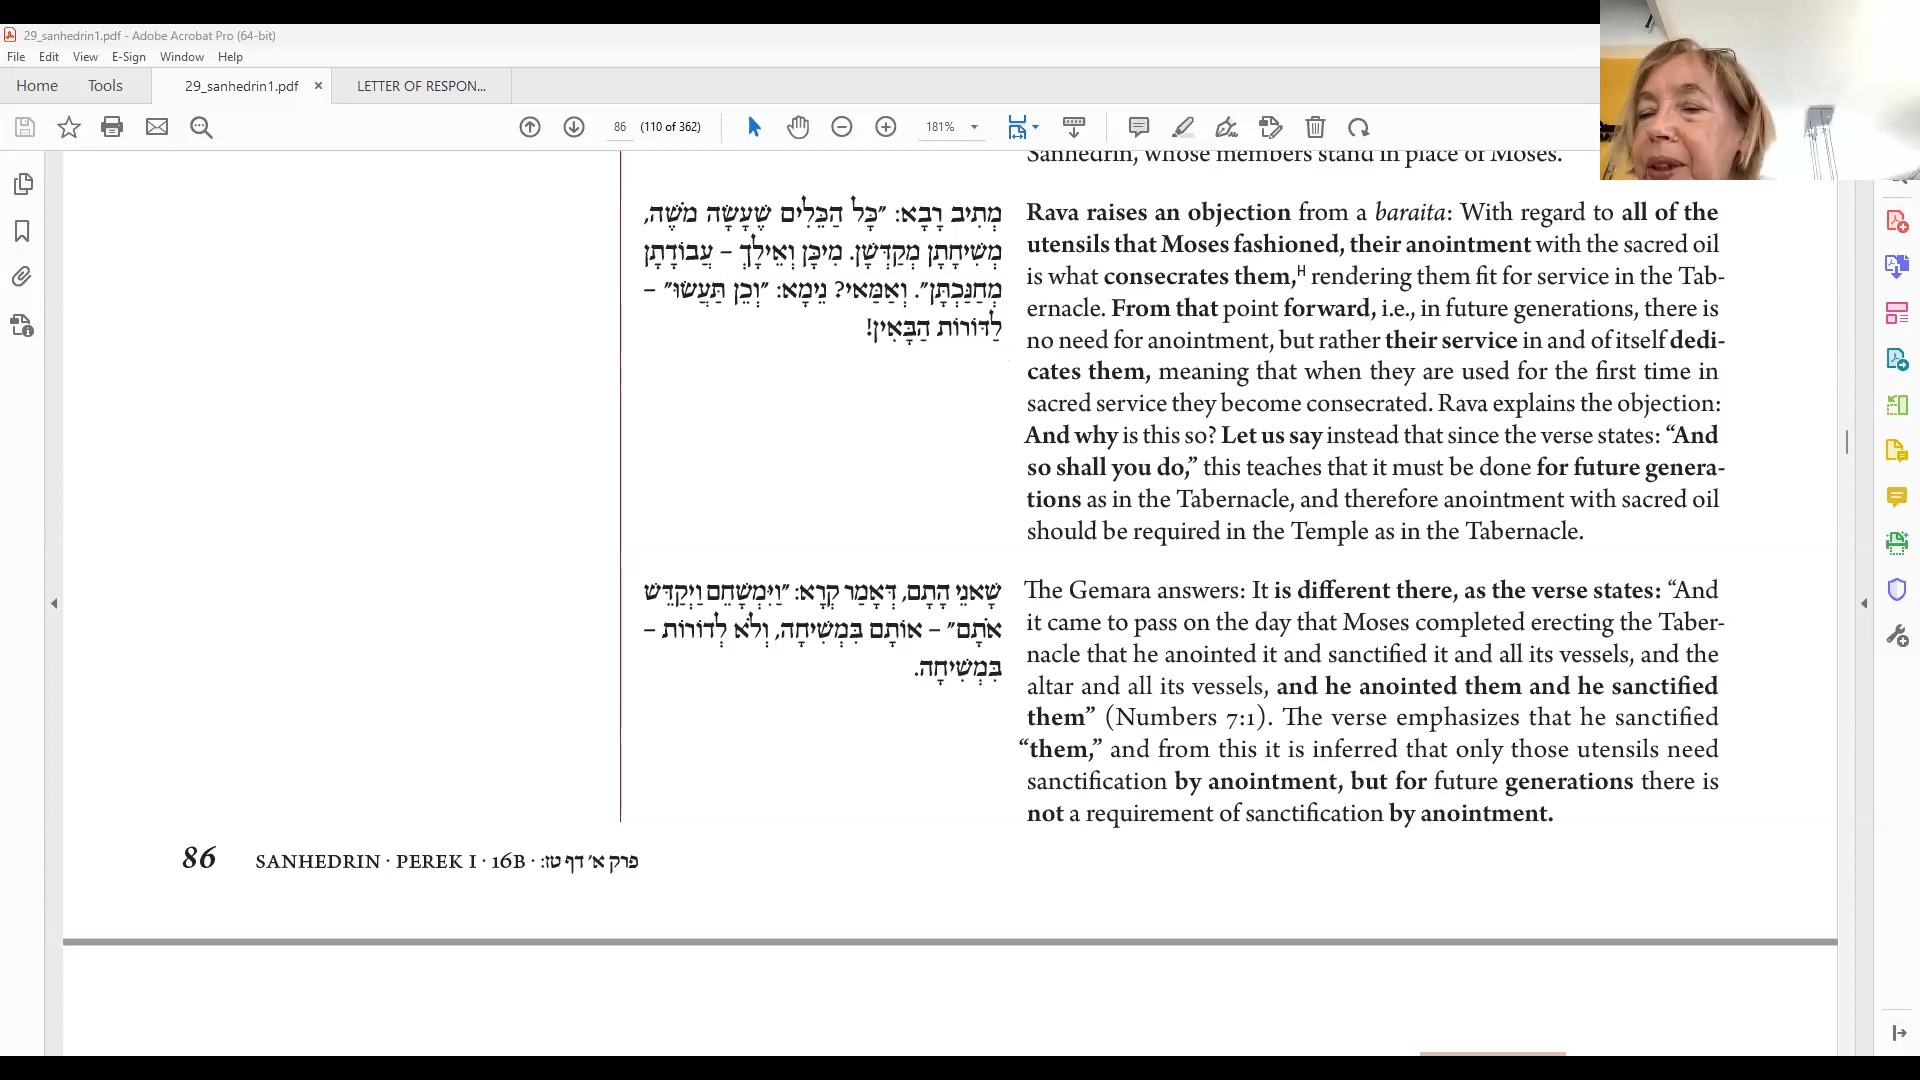 29_sanhedrin1.pdf - Adobe Acrobat Pro (64-bit)
File Edit View E-Sign Window Help
Home Tools 29_sanhedrin1.pdf × LETTER OF RESPON...
86 (110 of 362) 181%
Sanhedrin, whose members stand in place of Moses.
מְתִיב רָבָא: ״כׇּל הַכֵּלִים שֶׁעָשָׂה מֹשֶׁה,
מְשִׁיחָתָן מְקַדְּשָׁן. מִיכָּן וְאֵילָךְ – עֲבוֹדָתָן
מְחַנַּכְתָּן״. וְאַמַּאי? נֵימָא: ״וְכֵן תַּעֲשׂוּ״ –
לַדּוֹרוֹת הַבָּאִין!
Rava raises an objection from a baraita: With regard to all of the
utensils that Moses fashioned, their anointment with the sacred oil
is what consecrates them,H rendering them fit for service in the Tab-
ernacle. From that point forward, i.e., in future generations, there is
no need for anointment, but rather their service in and of itself dedi-
cates them, meaning that when they are used for the first time in
sacred service they become consecrated. Rava explains the objection:
And why is this so? Let us say instead that since the verse states: “And
so shall you do,” this teaches that it must be done for future genera-
tions as in the Tabernacle, and therefore anointment with sacred oil
should be required in the Temple as in the Tabernacle.
שָׁאנֵי הָתָם, דְּאָמַר קְרָא: ״וַיִּמְשָׁחֵם וַיְקַדֵּשׁ
אֹתָם״ – אוֹתָם בִּמְשִׁיחָה, וְלֹא לְדוֹרוֹת –
בִּמְשִׁיחָה.
The Gemara answers: It is different there, as the verse states: “And
it came to pass on the day that Moses completed erecting the Taber-
nacle that he anointed it and sanctified it and all its vessels, and the
altar and all its vessels, and he anointed them and he sanctified
them” (Numbers 7:1). The verse emphasizes that he sanctified
“them,” and from this it is inferred that only those utensils need
sanctification by anointment, but for future generations there is
not a requirement of sanctification by anointment.
86 SANHEDRIN · PEREK I · 16B · פרק א׳ דף טז: